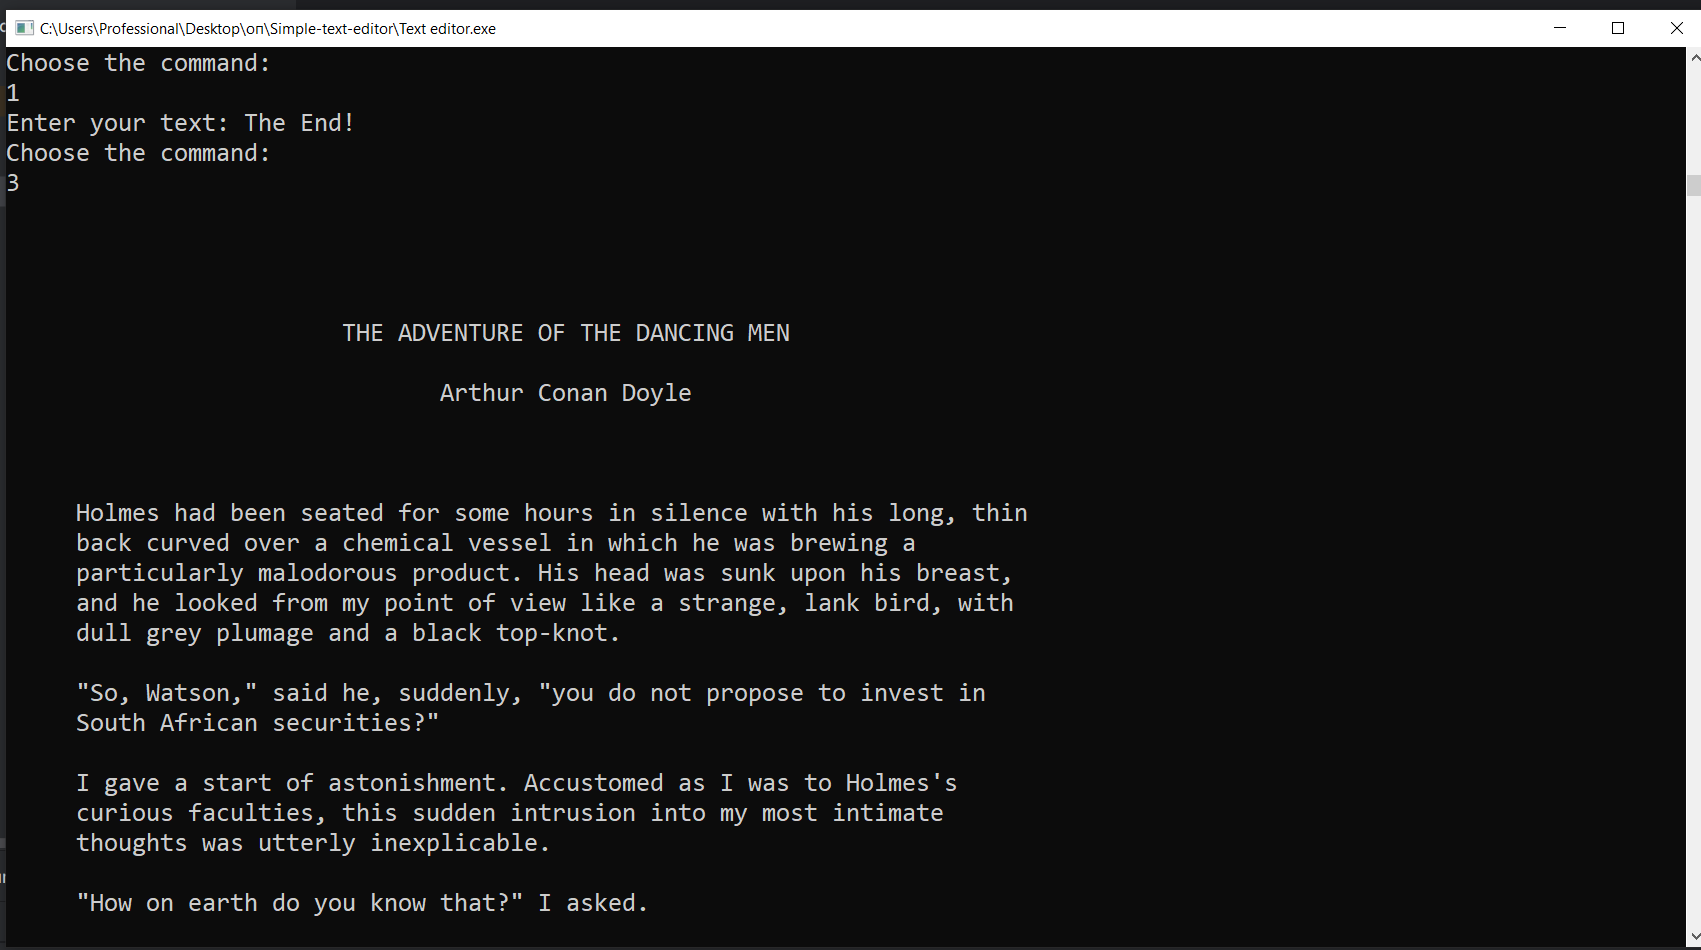 C:\Users\Professional\Desktop\оп\Simple-text-editor\Text editor.exe
Choose the command:
1
Enter your text: The End!
Choose the command:
3
THE ADVENTURE OF THE DANCING MEN
Arthur Conan Doyle
Holmes had been seated for some hours in silence with his long, thin
back curved over a chemical vessel in which he was brewing a
particularly malodorous product. His head was sunk upon his breast,
and he looked from my point of view like a strange, lank bird, with
dull grey plumage and a black top-knot.
"So, Watson," said he, suddenly, "you do not propose to invest in
South African securities?"
I gave a start of astonishment. Accustomed as I was to Holmes's
curious faculties, this sudden intrusion into my most intimate
thoughts was utterly inexplicable.
"How on earth do you know that?" I asked.